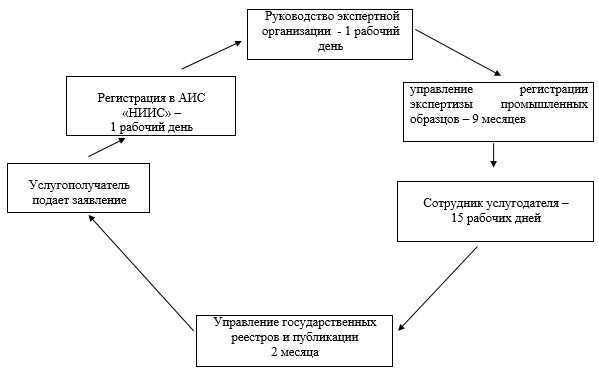 Руководство экспертной
организации - 1 рабочий
день
управление регистрации
экспертизы промышленных
образцов – 9 месяцев
Регистрация в АИС
«НИИС» –
1 рабочий день
Услугополучатель
подает заявление
Сотрудник услугодателя –
15 рабочих дней
Управление государственных
реестров и публикации
2 месяца